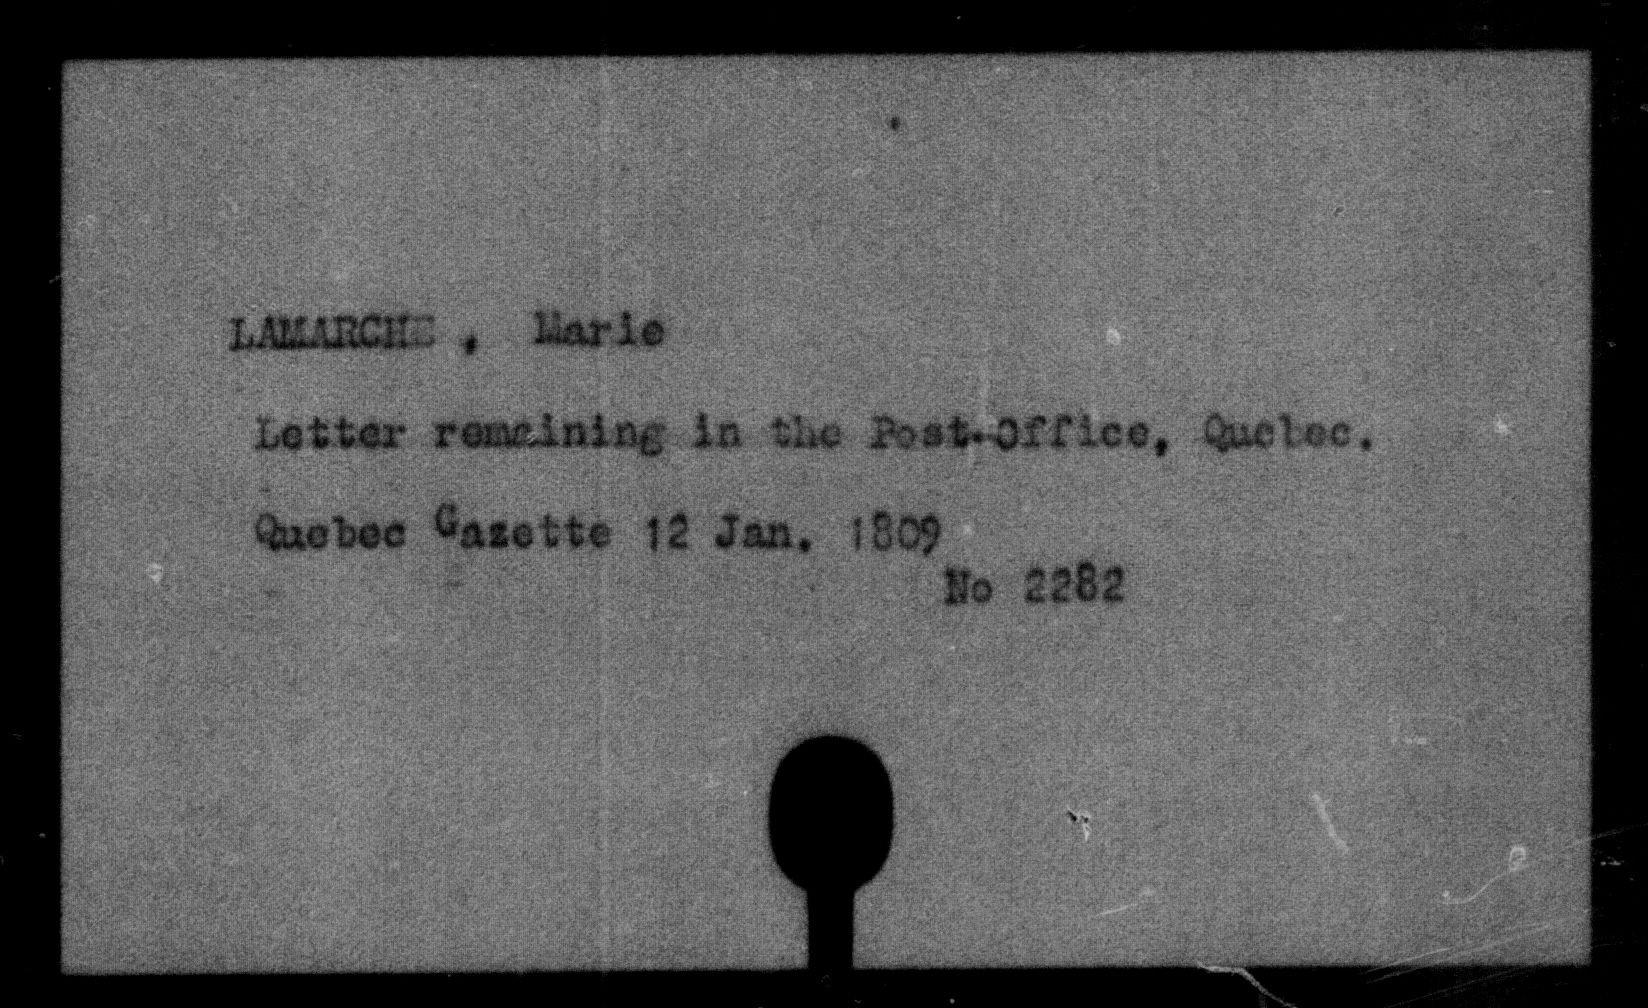 LAMARCHE , Marie
Letter remaining in the Post-Office, Quebec.
Quebec Gazette 12 Jan. 1809
No 2282